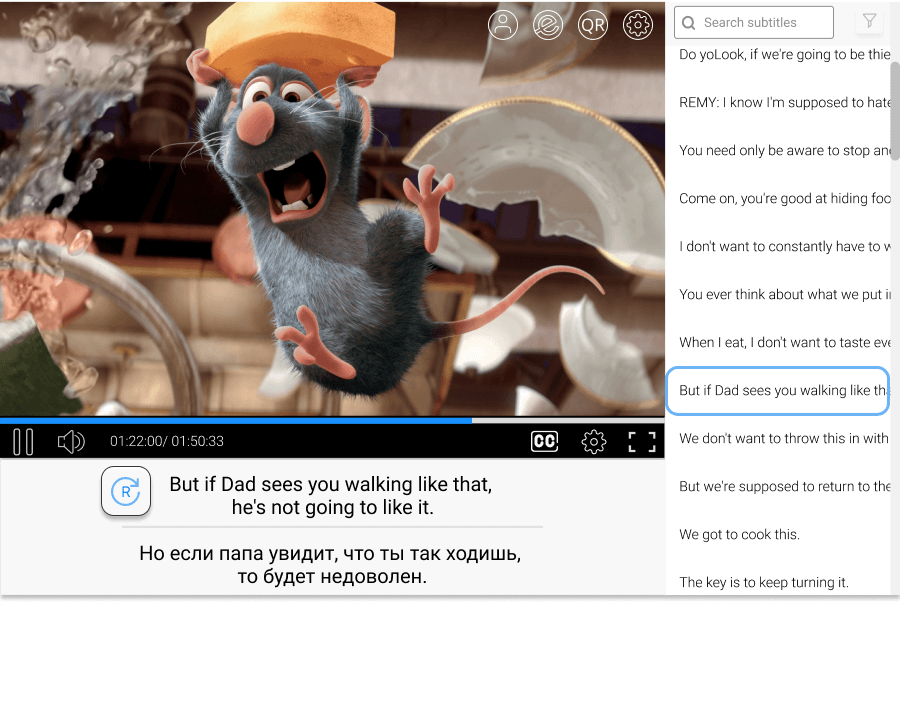 QR
Search subtitles
Do yoLook, if we're going to be thie
REMY: I know I'm supposed to hate
You need only be aware to stop an
Come on, you're good at hiding foo
I don't want to constantly have to w
You ever think about what we put i
When I eat, I don't want to taste eve
But if Dad sees you walking like th
We don't want to throw this in with
But we're supposed to return to the
We got to cook this.
The key is to keep turning it.
01:22:00/ 01:50:33
CC
R
But if Dad sees you walking like that,
he's not going to like it.
Но если папа увидит, что ты так ходишь,
то будет недоволен.